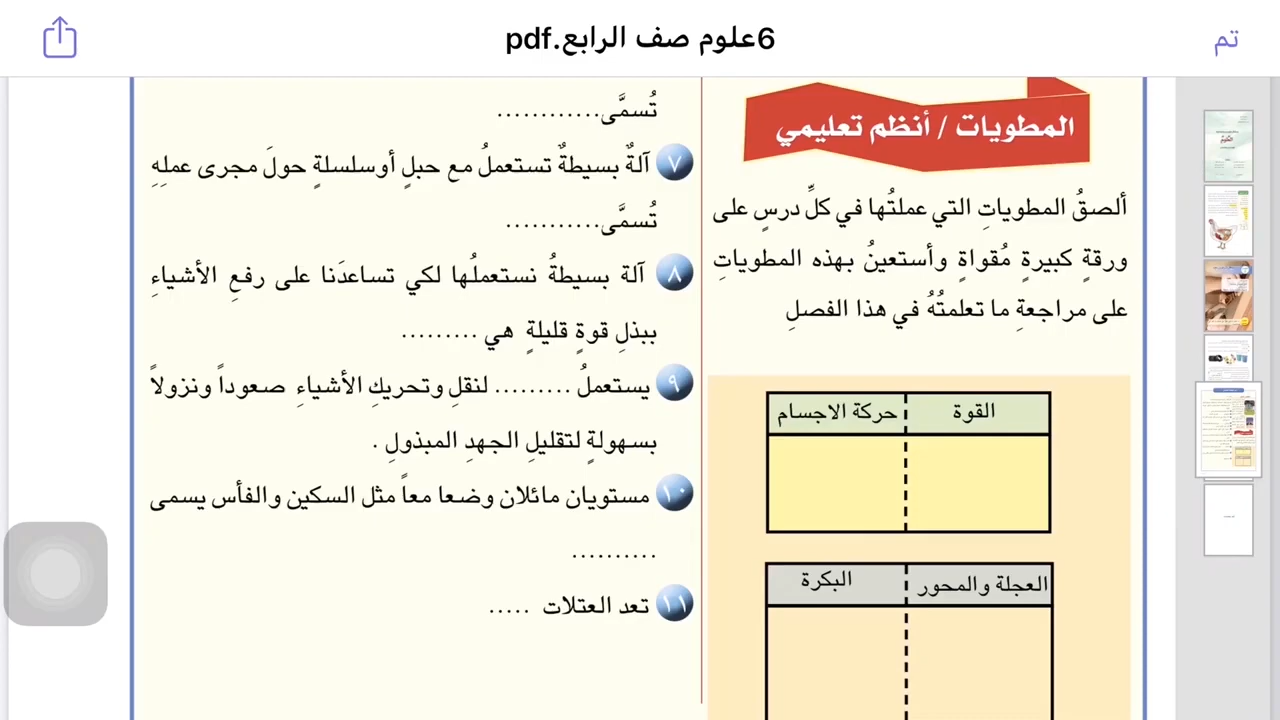 تم
6علوم صف الرابع.pdf
المطويات / أنظم تعليمي
ألصقُ المطوياتِ التي عملتُها في كلِّ درسٍ على
ورقةٍ كبيرةٍ مُقواةٍ وأستعينُ بهذه المطوياتِ
على مراجعةِ ما تعلمتُهُ في هذا الفصلِ
القوة
حركة الاجسام
العجلة والمحور
البكرة
تُسمَّى............
٧ آلةٌ بسيطةٌ تستعملُ مع حبلٍ أوسلسلةٍ حولَ مجرى عملِهِ
تُسمَّى...........
٨ آلة بسيطةُ نستعملُها لكي تساعدَنا على رفعِ الأشياءِ
ببذلِ قوةٍ قليلةٍ هي .........
٩ يستعملُ ......... لنقلِ وتحريكِ الأشياءِ صعوداً ونزولاً
بسهولةٍ لتقليلِ الجهدِ المبذولِ .
١٠ مستويان مائلان وضعا معاً مثل السكين والفأس يسمى
..........
١١ تعد العتلات .....